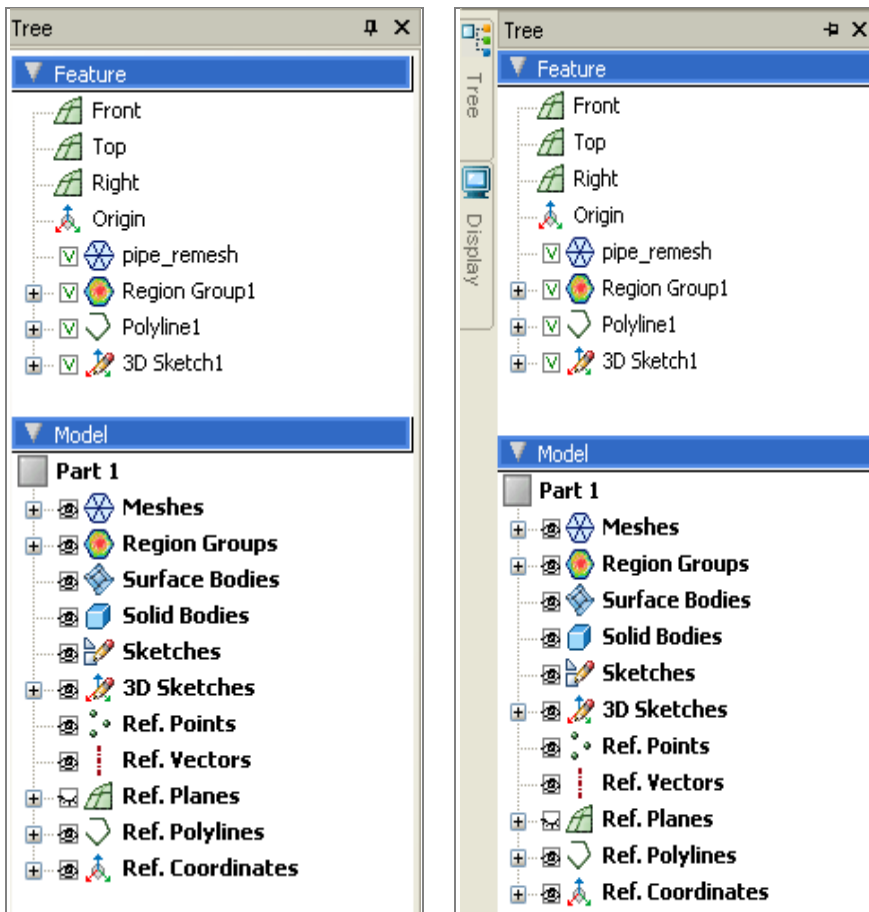 Tree
Feature
Front
Top
Right
Origin
pipe_remesh
Region Group1
Polyline1
3D Sketch1
Model
Part 1
Meshes
Region Groups
Surface Bodies
Solid Bodies
Sketches
3D Sketches
Ref. Points
Ref. Vectors
Ref. Planes
Ref. Polylines
Ref. Coordinates
Tree
Display
Tree
Feature
Front
Top
Right
Origin
pipe_remesh
Region Group1
Polyline1
3D Sketch1
Model
Part 1
Meshes
Region Groups
Surface Bodies
Solid Bodies
Sketches
3D Sketches
Ref. Points
Ref. Vectors
Ref. Planes
Ref. Polylines
Ref. Coordinates